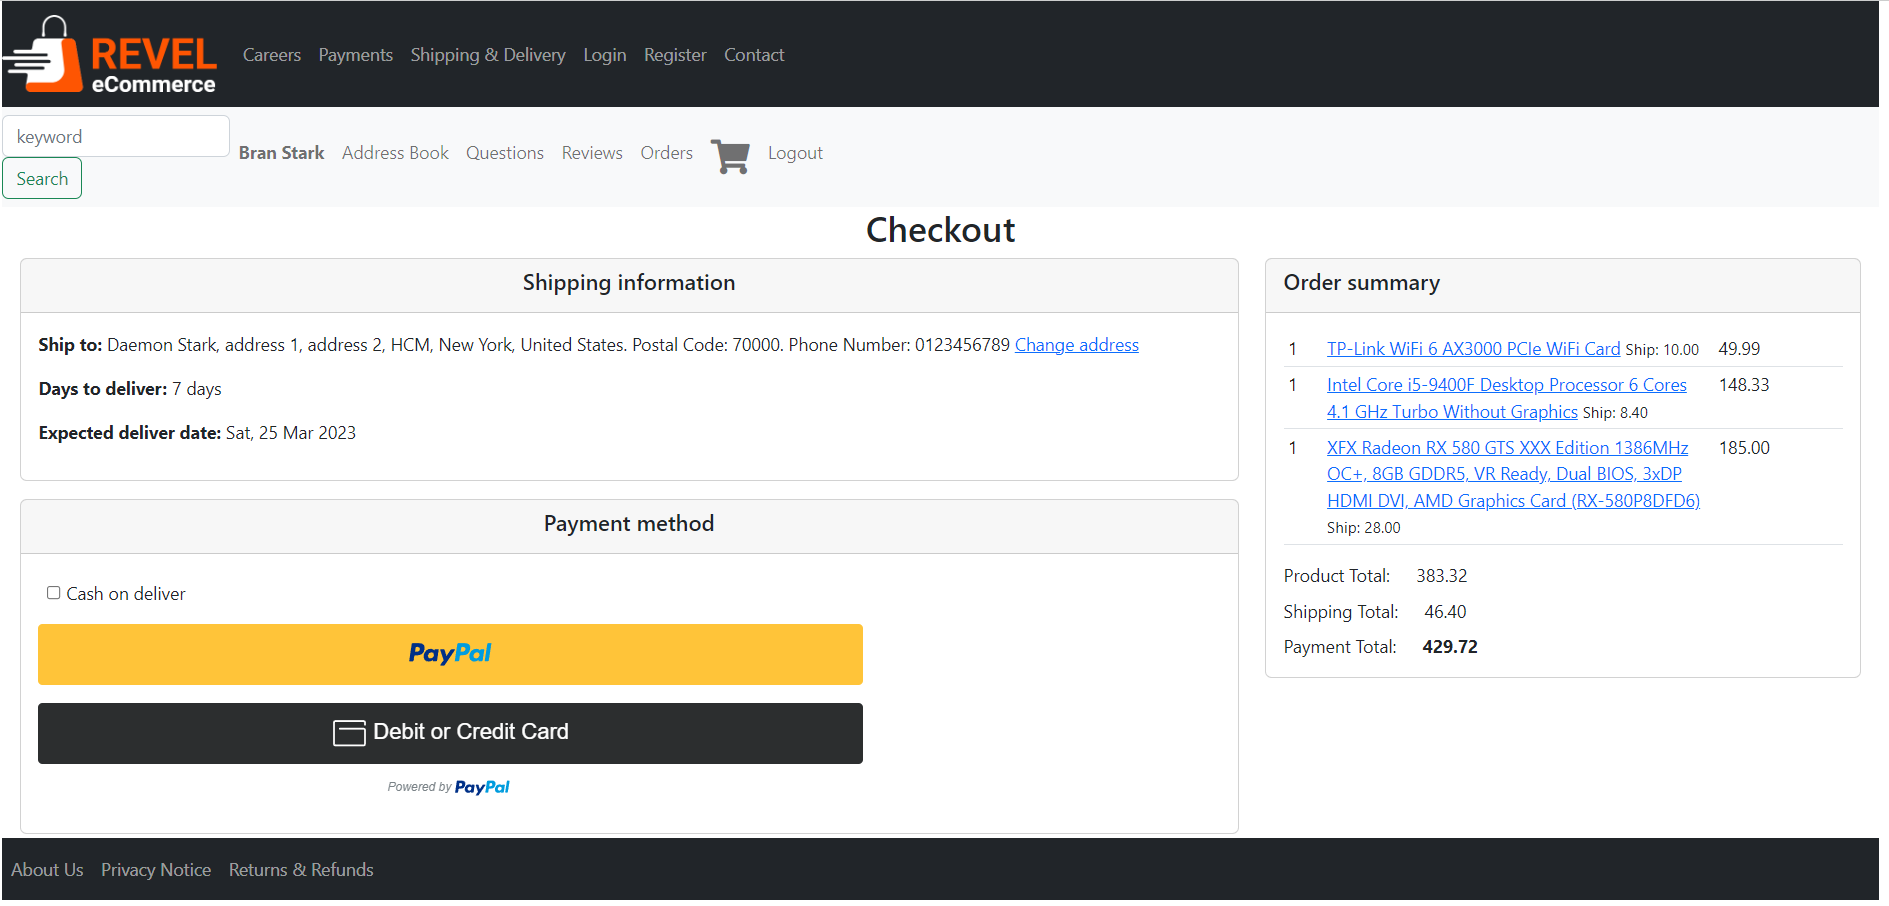 REVEL
eCommerce
Careers Payments Shipping & Delivery Login Register Contact
keyword
Search
Bran Stark Address Book Questions Reviews Orders Logout
Checkout
Shipping information
Ship to: Daemon Stark, address 1, address 2, HCM, New York, United States. Postal Code: 70000. Phone Number: 0123456789 Change address
Days to deliver: 7 days
Expected deliver date: Sat, 25 Mar 2023
Payment method
Cash on deliver
PayPal
Debit or Credit Card
Powered by PayPal
Order summary
1 TP-Link WiFi 6 AX3000 PCIe WiFi Card Ship: 10.00 49.99
1 Intel Core i5-9400F Desktop Processor 6 Cores 148.33
4.1 GHz Turbo Without Graphics Ship: 8.40
1 XFX Radeon RX 580 GTS XXX Edition 1386MHz 185.00
OC+, 8GB GDDR5, VR Ready, Dual BIOS, 3xDP
HDMI DVI, AMD Graphics Card (RX-580P8DFD6)
Ship: 28.00
Product Total: 383.32
Shipping Total: 46.40
Payment Total: 429.72
About Us Privacy Notice Returns & Refunds